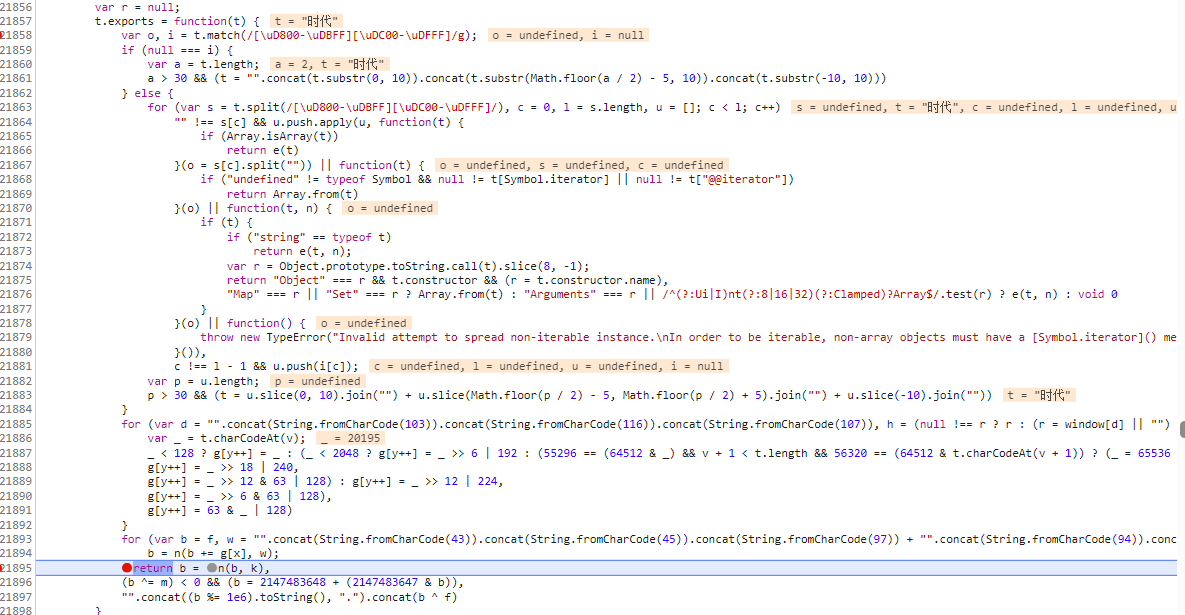 21856 var r = null;
21857 t.exports = function(t) { t = "时代"
21858 var o, i = t.match(/[\uD800-\uDBFF][\uDC00-\uDFFF]/g); o = undefined, i = null
21859 if (null === i) {
21860 var a = t.length; a = 2, t = "时代"
21861 a > 30 && (t = "".concat(t.substr(0, 10)).concat(t.substr(Math.floor(a / 2) - 5, 10)).concat(t.substr(-10, 10)))
21862 } else {
21863 for (var s = t.split(/[\uD800-\uDBFF][\uDC00-\uDFFF]/), c = 0, l = s.length, u = []; c < l; c++) s = undefined, t = "时代", c = undefined, l = undefined, u
21864 "" !== s[c] && u.push.apply(u, function(t) {
21865 if (Array.isArray(t))
21866 return e(t)
21867 }(o = s[c].split("")) || function(t) { o = undefined, s = undefined, c = undefined
21868 if ("undefined" != typeof Symbol && null != t[Symbol.iterator] || null != t["@@iterator"])
21869 return Array.from(t)
21870 }(o) || function(t, n) { o = undefined
21871 if (t) {
21872 if ("string" == typeof t)
21873 return e(t, n);
21874 var r = Object.prototype.toString.call(t).slice(8, -1);
21875 return "Object" === r && t.constructor && (r = t.constructor.name),
21876 "Map" === r || "Set" === r ? Array.from(t) : "Arguments" === r || /^(?:Ui|I)nt(?:8|16|32)(?:Clamped)?Array$/.test(r) ? e(t, n) : void 0
21877 }
21878 }(o) || function() { o = undefined
21879 throw new TypeError("Invalid attempt to spread non-iterable instance.\nIn order to be iterable, non-array objects must have a [Symbol.iterator]() me
21880 }()),
21881 c !== l - 1 && u.push(i[c]); c = undefined, l = undefined, u = undefined, i = null
21882 var p = u.length; p = undefined
21883 p > 30 && (t = u.slice(0, 10).join("") + u.slice(Math.floor(p / 2) - 5, Math.floor(p / 2) + 5).join("") + u.slice(-10).join("")) t = "时代"
21884 }
21885 for (var d = "".concat(String.fromCharCode(103)).concat(String.fromCharCode(116)).concat(String.fromCharCode(107)), h = (null !== r ? r : (r = window[d] || "")
21886 var _ = t.charCodeAt(v); _ = 20195
21887 _ < 128 ? g[y++] = _ : (_ < 2048 ? g[y++] = _ >> 6 | 192 : (55296 == (64512 & _) && v + 1 < t.length && 56320 == (64512 & t.charCodeAt(v + 1)) ? (_ = 65536
21888 g[y++] = _ >> 18 | 240,
21889 g[y++] = _ >> 12 & 63 | 128) : g[y++] = _ >> 12 | 224,
21890 g[y++] = _ >> 6 & 63 | 128),
21891 g[y++] = 63 & _ | 128)
21892 }
21893 for (var b = f, w = "".concat(String.fromCharCode(43)).concat(String.fromCharCode(45)).concat(String.fromCharCode(97)) + "".concat(String.fromCharCode(94)).conc
21894 b = n(b += g[x], w);
21895 return b = n(b, k),
21896 (b ^= m) < 0 && (b = 2147483648 + (2147483647 & b)),
21897 "".concat((b %= 1e6).toString(), ".").concat(b ^ f)
21898 }